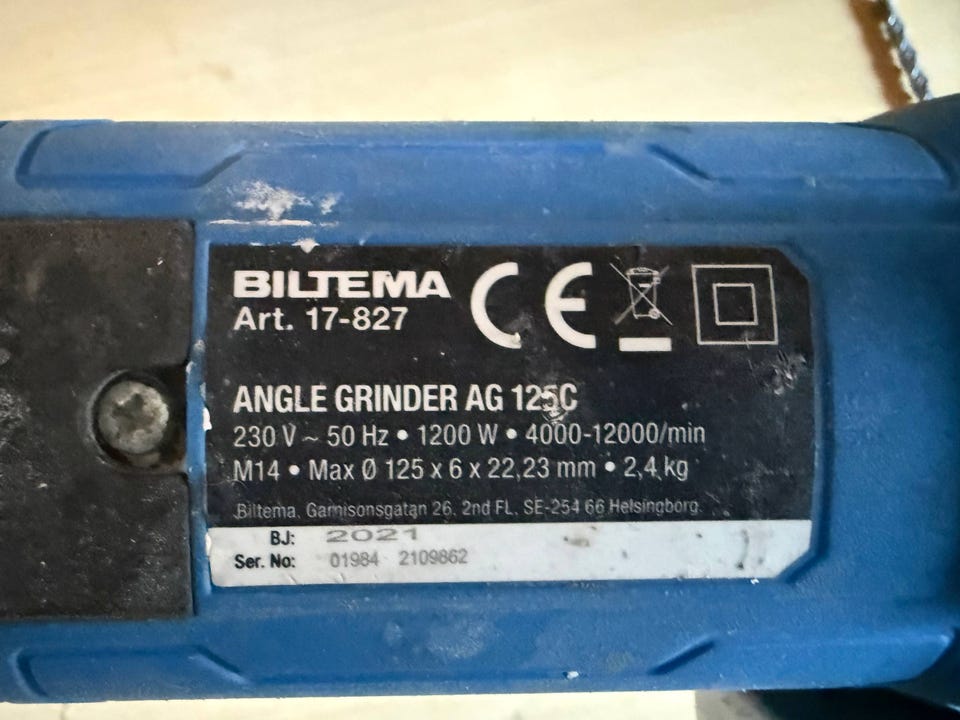 BILTEMA
Art. 17-827
CE
ANGLE GRINDER AG 125C
230 V ~ 50 Hz • 1200 W • 4000-12000/min
M14 • Max Ø 125 x 6 x 22,23 mm • 2,4 kg
Biltema. Garnisonsgatan 26, 2nd FL, SE-254 66 Helsingborg.
BJ: 2021
Ser. No: 01984 2109862